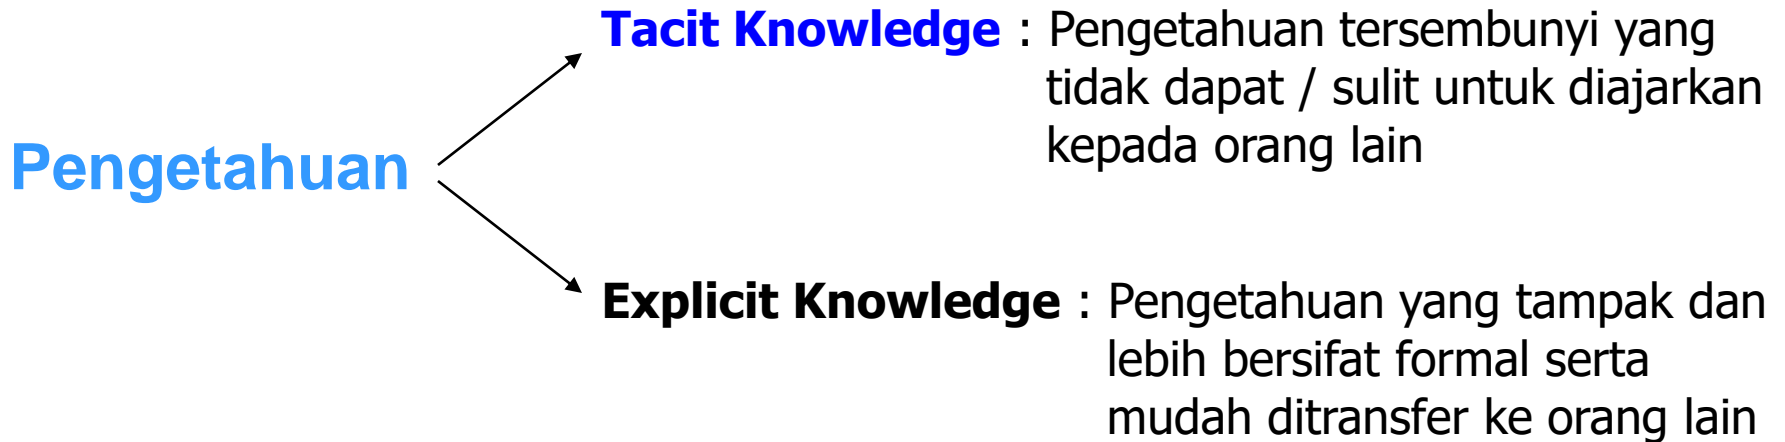 Tacit Knowledge : Pengetahuan tersembunyi yang
tidak dapat / sulit untuk diajarkan
kepada orang lain
Pengetahuan
Explicit Knowledge : Pengetahuan yang tampak dan
lebih bersifat formal serta
mudah ditransfer ke orang lain